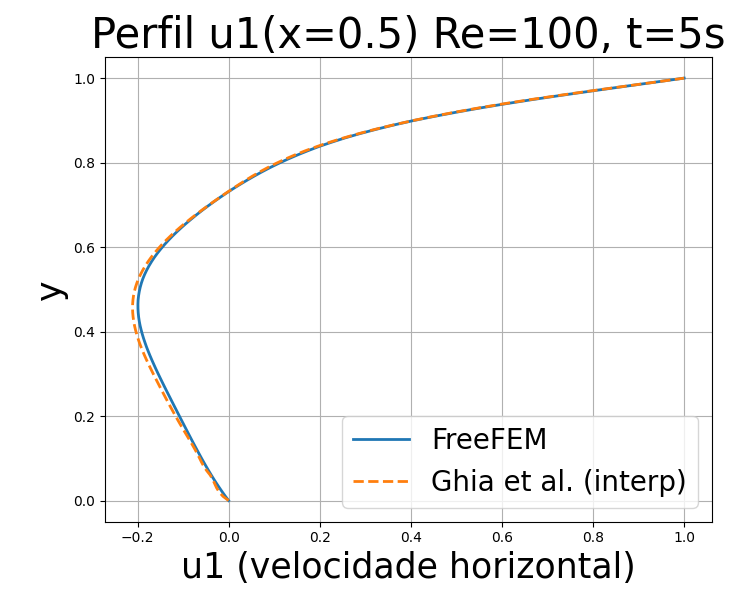 Perfil u1(x=0.5) Re=100, t=5s
1.0
0.8
0.6
y
0.4
0.2
0.0
FreeFEM
Ghia et al. (interp)
−0.2 0.0 0.2 0.4 0.6 0.8 1.0
u1 (velocidade horizontal)